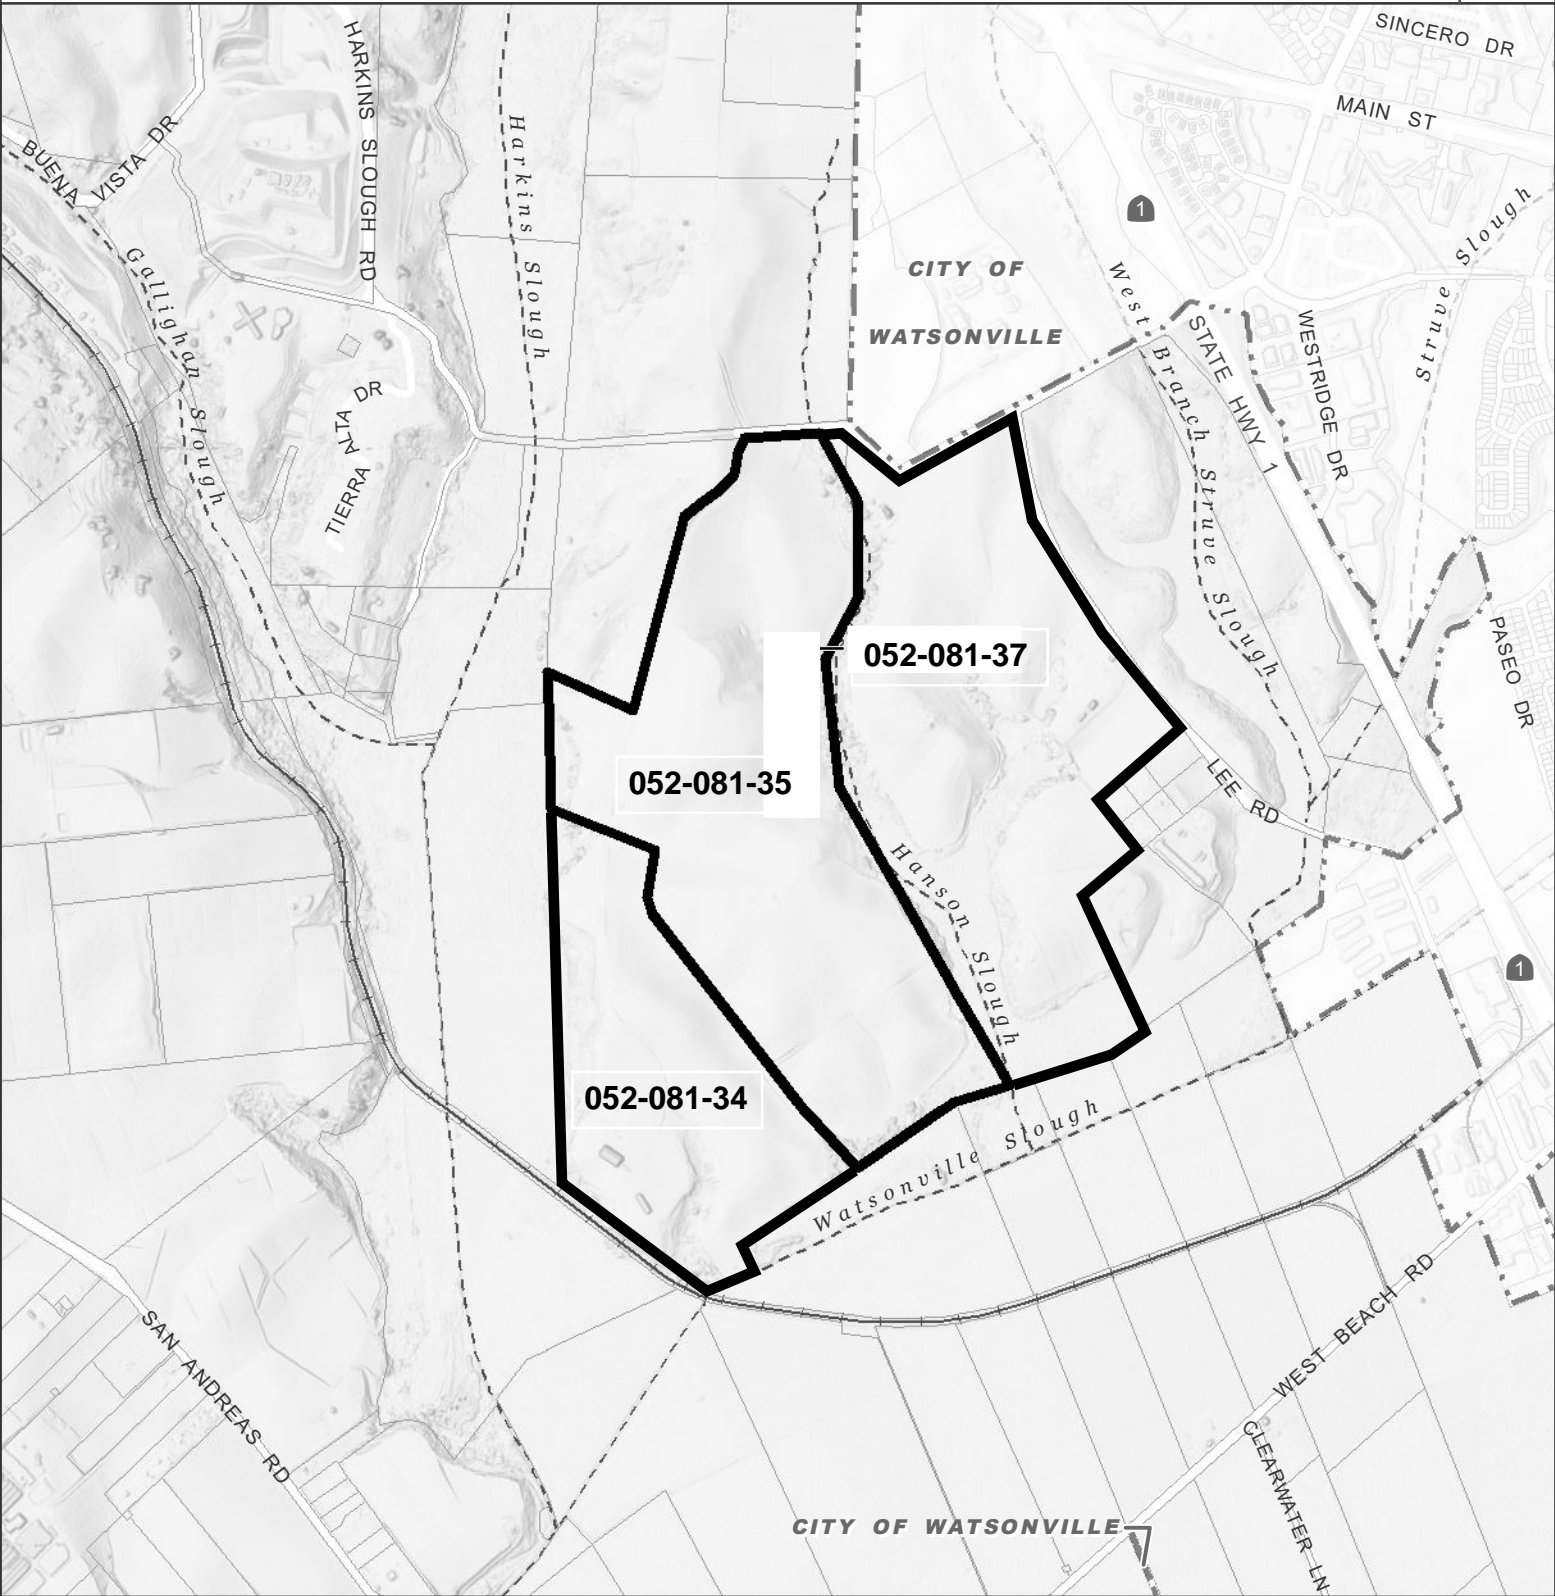 SINCERO DR
MAIN ST
HARKINS SLOUGH RD
BUENA VISTA DR
Harkins Slough
1
Struve Slough
Gallighan Slough
CITY OF
WATSONVILLE
West Branch Struve Slough
STATE HWY 1
WESTRIDGE DR
TIERRA ALTA DR
PASEO DR
052-081-37
052-081-35
LEE RD
Hanson Slough
1
052-081-34
Watsonville Slough
SAN ANDREAS RD
WEST BEACH RD
CLEARWATER LN
CITY OF WATSONVILLE